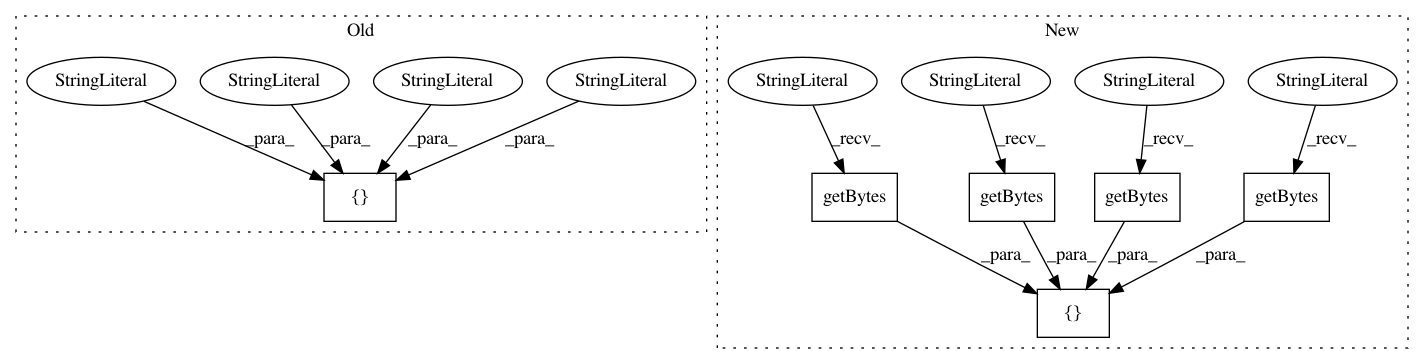 Old
New
StringLiteral StringLiteral StringLiteral StringLiteral
StringLiteral StringLiteral StringLiteral StringLiteral
_para_ _para_ _para_ _para_
_recv_ _recv_ _recv_ _recv_
{}
getBytes getBytes getBytes getBytes
_para_ _para_ _para_ _para_
{}